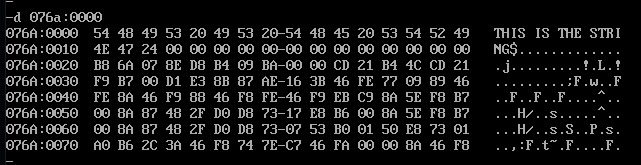 -d 076a:0000
076A:0000 54 48 49 53 20 49 53 20-54 48 45 20 53 54 52 49 THIS IS THE STRI
076A:0010 4E 47 24 00 00 00 00 00-00 00 00 00 00 00 00 00 NG$.............
076A:0020 B8 6A 07 8E D8 B4 09 BA-00 00 CD 21 B4 4C CD 21 .j.........!.L.!
076A:0030 F9 B7 00 D1 E3 8B 87 AE-16 3B 46 FE 77 09 89 46 .........;F.w..F
076A:0040 FE 8A 46 F9 88 46 F8 FE-46 F9 EB C9 8A 5E F8 B7 ..F..F..F....^..
076A:0050 00 8A 87 48 2F D0 D8 73-17 E8 B6 00 8A 5E F8 B7 ...H/..s.....^..
076A:0060 00 8A 87 48 2F D0 D8 73-07 53 B0 01 50 E8 73 01 ...H/..s.S..P.s.
076A:0070 A0 B6 2C 3A 46 F8 74 7E-C7 46 FA 00 00 8A 46 F8 ..,:F.t~.F....F.
-